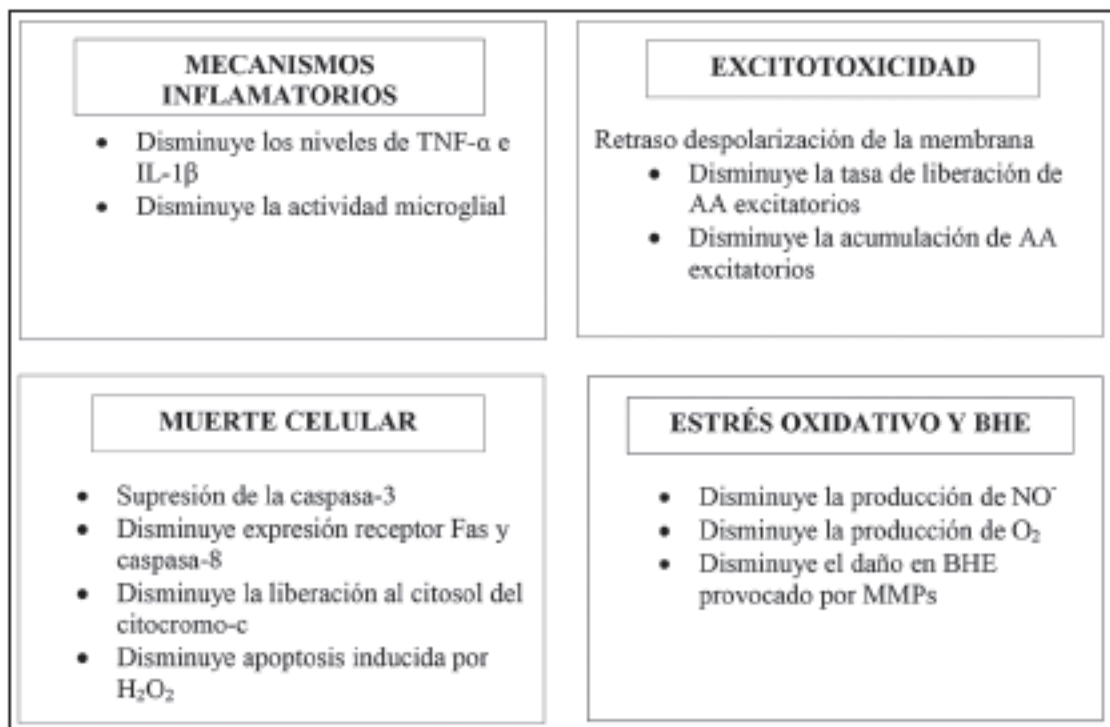 MECANISMOS
INFLAMATORIOS
• Disminuye los niveles de TNF-α e
IL-1β
• Disminuye la actividad microglial
EXCITOTOXICIDAD
Retraso despolarización de la membrana
• Disminuye la tasa de liberación de
AA excitatorios
• Disminuye la acumulación de AA
excitatorios
MUERTE CELULAR
• Supresión de la caspasa-3
• Disminuye expresión receptor Fas y
caspasa-8
• Disminuye la liberación al citosol del
citocromo-c
• Disminuye apoptosis inducida por
H₂O₂
ESTRÉS OXIDATIVO Y BHE
• Disminuye la producción de NO⁻
• Disminuye la producción de O₂
• Disminuye el daño en BHE
provocado por MMPs